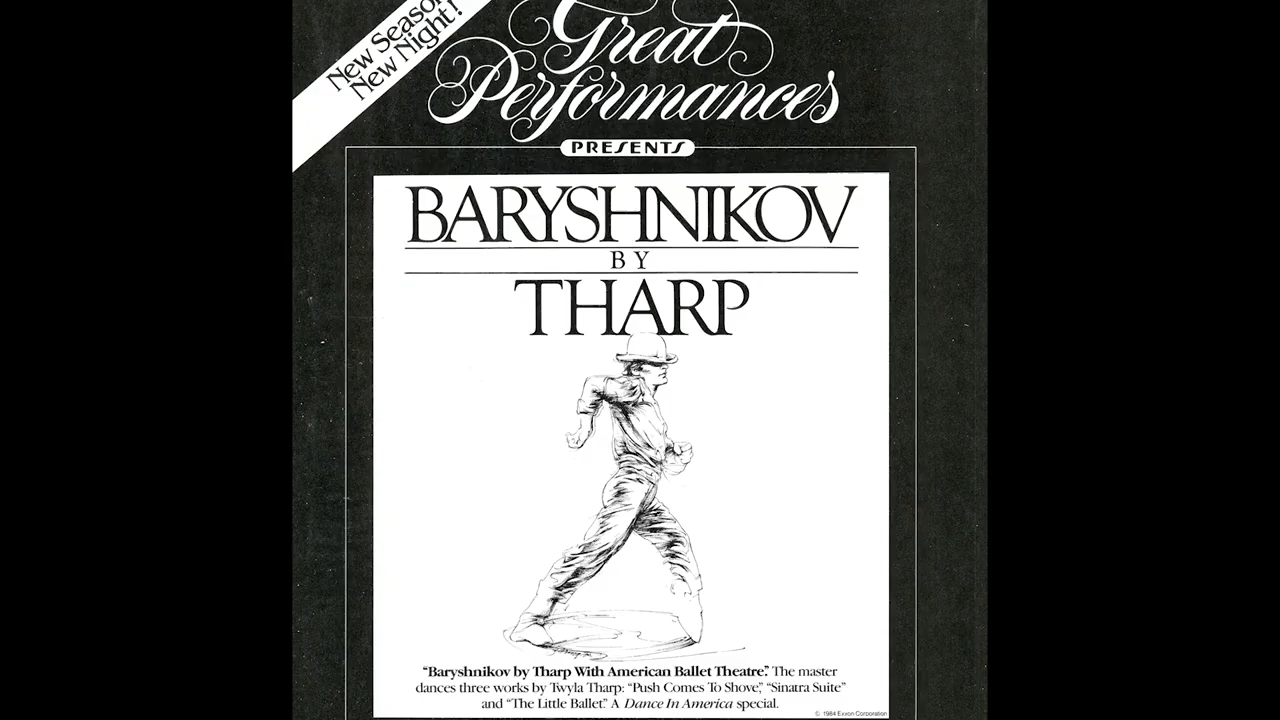 New Season
New Night!
Great
Performances
PRESENTS
BARYSHNIKOV
BY
THARP
"Baryshnikov by Tharp With American Ballet Theatre." The master
dances three works by Twyla Tharp: "Push Comes To Shove," "Sinatra Suite"
and "The Little Ballet." A Dance In America special.
© 1984 Exxon Corporation